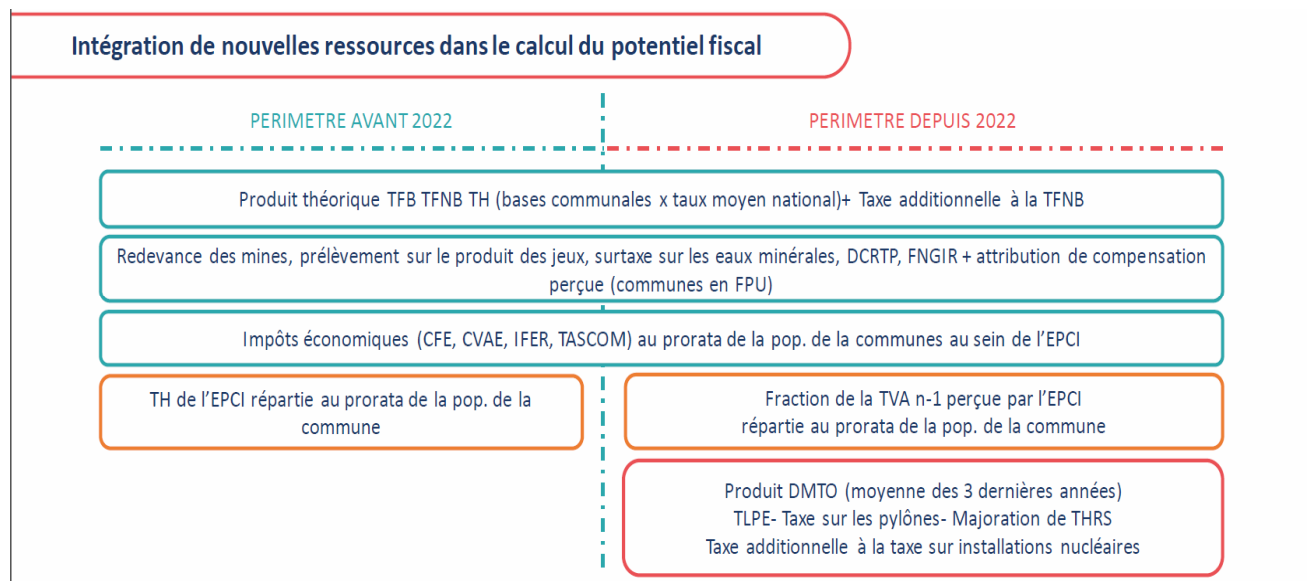 Intégration de nouvelles ressources dans le calcul du potentiel fiscal
PERIMETRE AVANT 2022
PERIMETRE DEPUIS 2022
Produit théorique TFB TFNB TH (bases communales x taux moyen national)+ Taxe additionnelle à la TFNB
Redevance des mines, prélèvement sur le produit des jeux, surtaxe sur les eaux minérales, DCRTP, FNGIR + attribution de compensation
perçue (communes en FPU)
Impôts économiques (CFE, CVAE, IFER, TASCOM) au prorata de la pop. de la communes au sein de l'EPCI
TH de l'EPCI répartie au prorata de la pop. de la
commune
Fraction de la TVA n-1 perçue par l'EPCI
répartie au prorata de la pop. de la commune
Produit DMTO (moyenne des 3 dernières années)
TLPE- Taxe sur les pylônes- Majoration de THRS
Taxe additionnelle à la taxe sur installations nucléaires